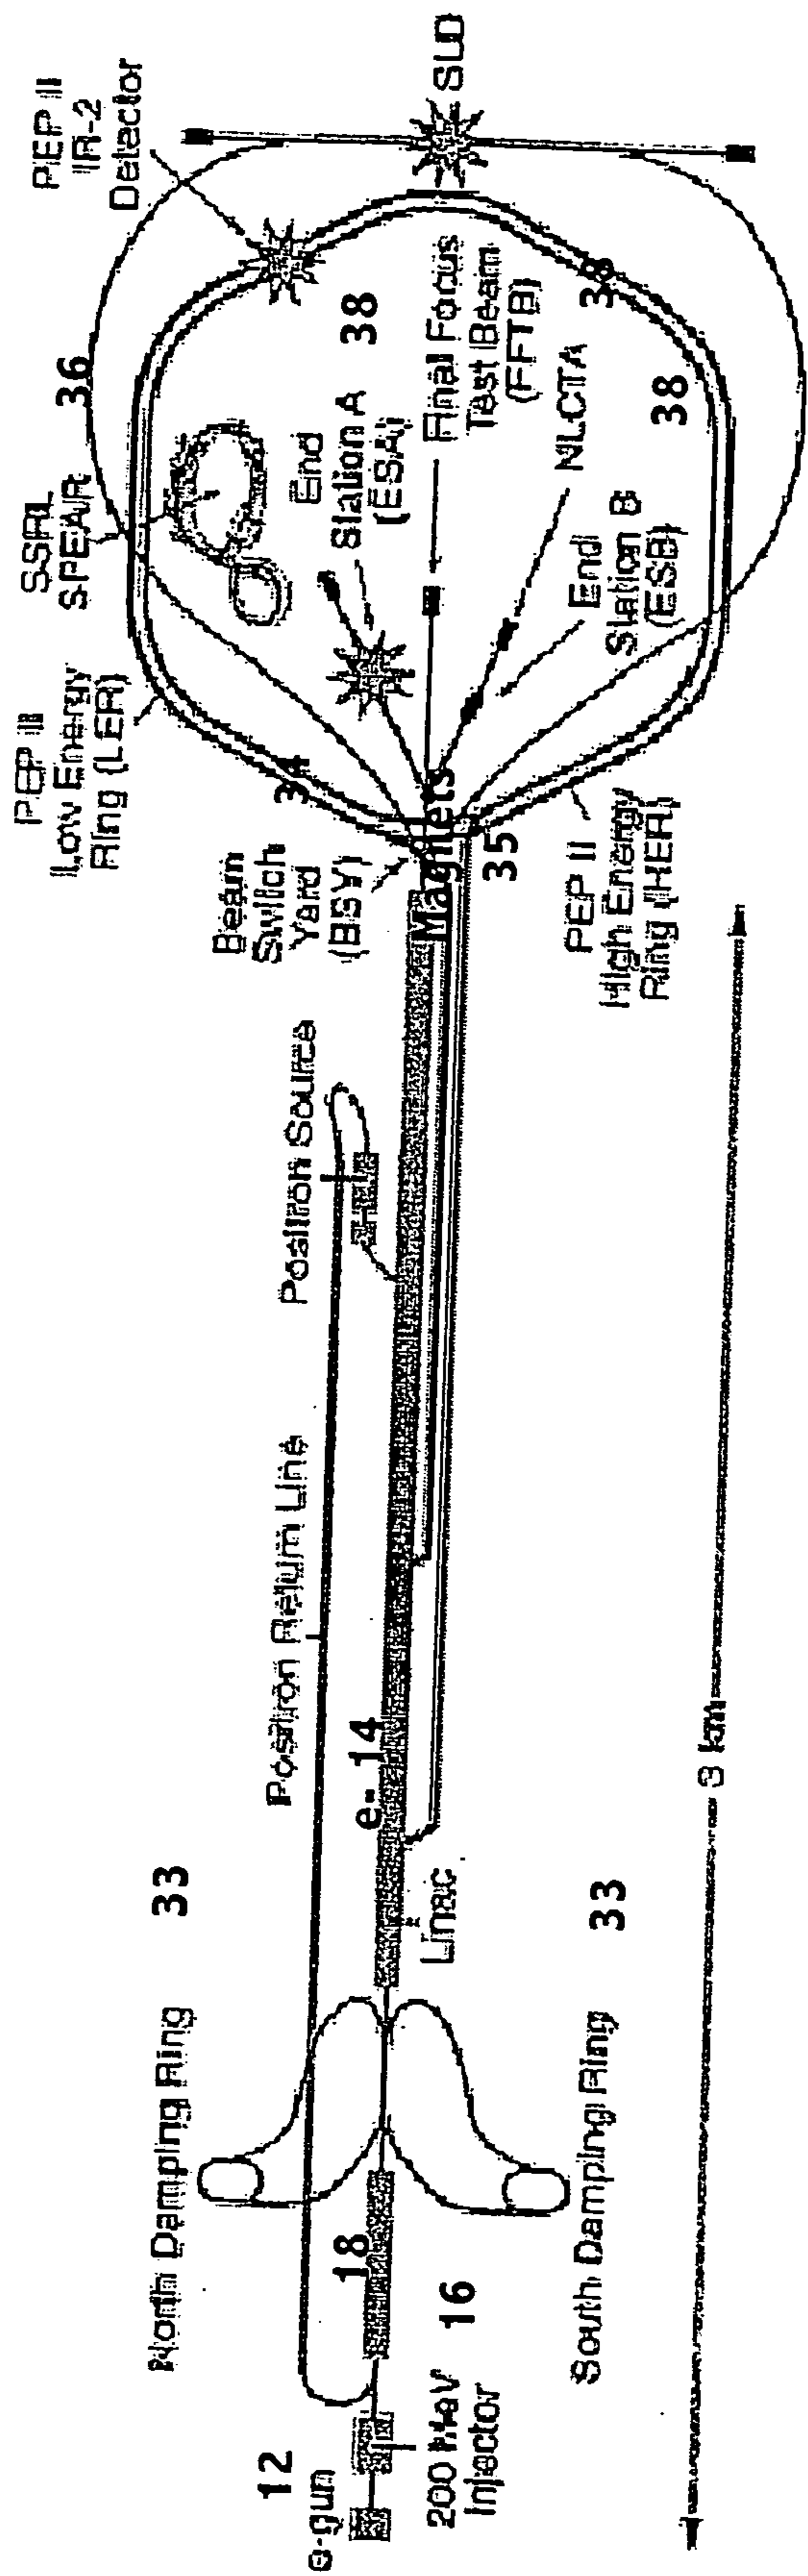 12
e-gun
200 MeV
Injector
16
18
North Damping Ring
33
South Damping Ring
33
Positron Return Line
e- 14
Linac
3 km
Positron Source
Beam
Switch
Yard
(BSY)
Magnets
35
34
PEP II
Low Energy
Ring (LER)
PEP II
High Energy
Ring (HER)
SSRL
SPEAR
36
End
Station A
(ESA)
38
Final Focus
Test Beam
(FFTB)
NLCTA
End
Station B
(ESB)
38
38
PEP II
IR-2
Detector
SLD